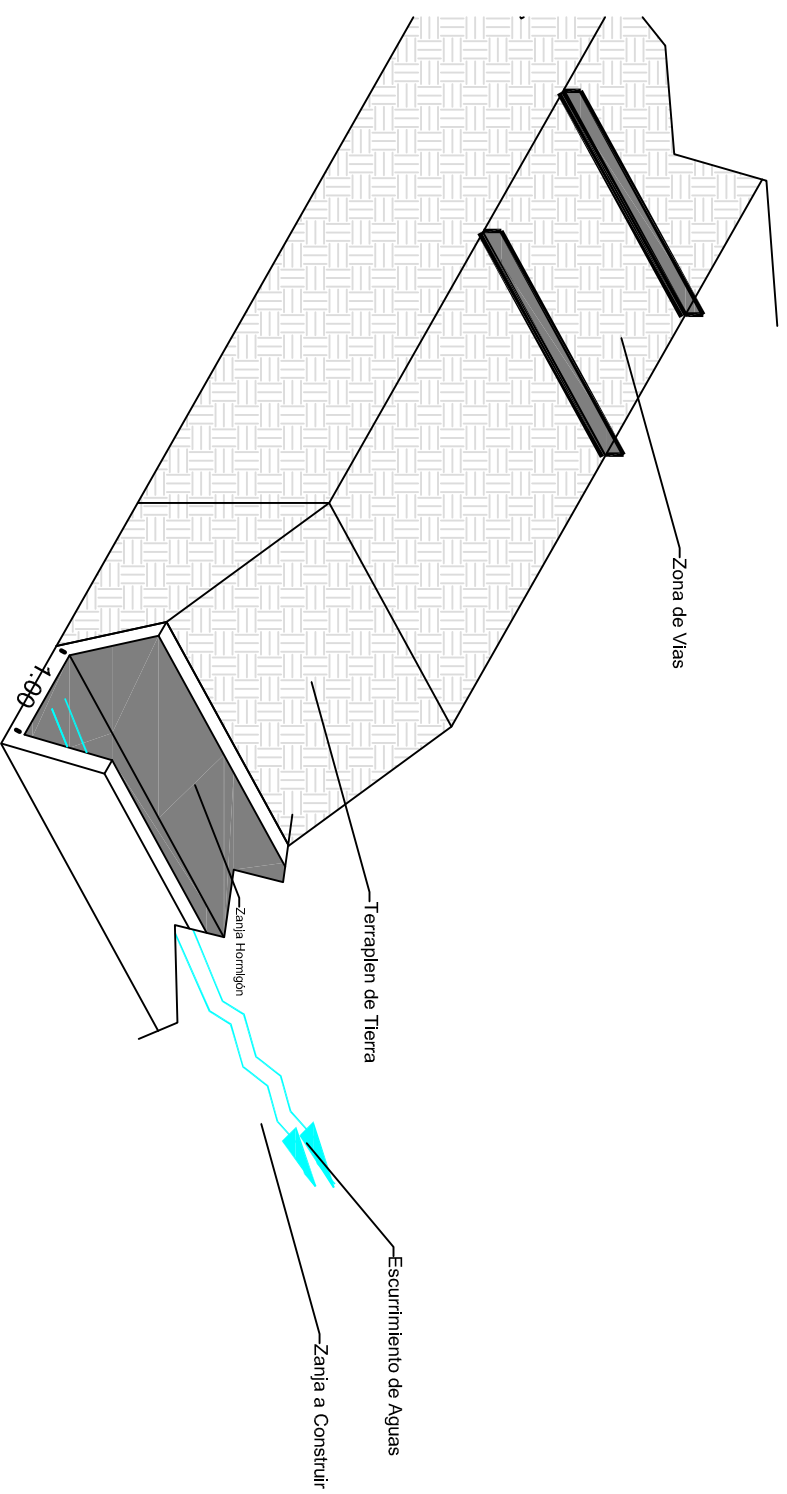 Zona de Vias
Terraplen de Tierra
Zanja HormIgón
Escurrimiento de Aguas
Zanja a Construir
1.00